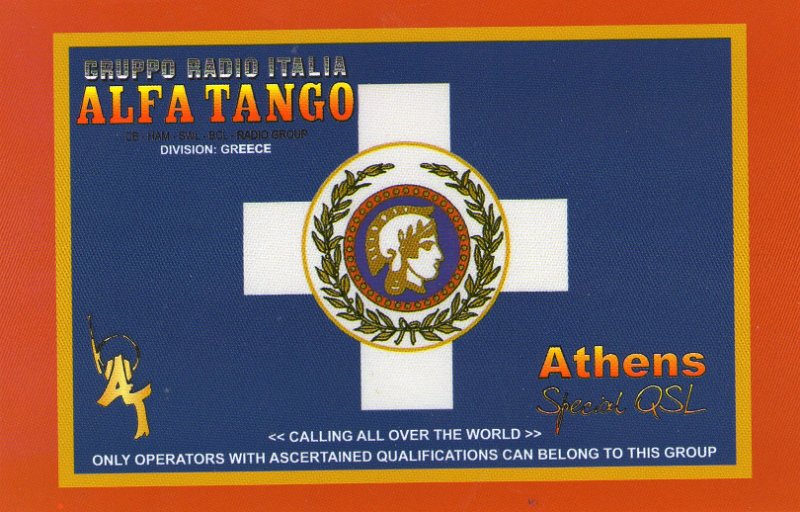 GRUPPO RADIO ITALIA
ALFA TANGO
CB - HAM - SWL - BCL - RADIO GROUP
DIVISION: GREECE
AT
Athens
Special QSL
<< CALLING ALL OVER THE WORLD >>
ONLY OPERATORS WITH ASCERTAINED QUALIFICATIONS CAN BELONG TO THIS GROUP